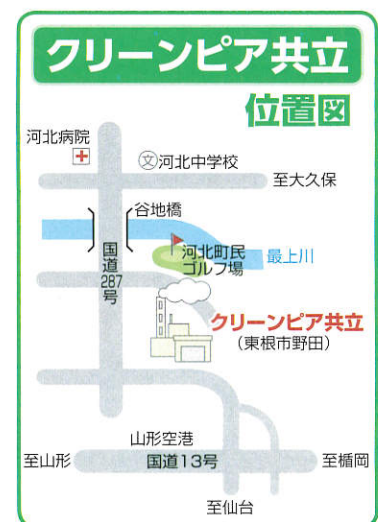 クリーンピア共立
位置図
河北病院
文河北中学校
至大久保
谷地橋
国道287号
河北町民
ゴルフ場
最上川
クリーンピア共立
（東根市野田）
山形空港
至山形
国道13号
至楯岡
至仙台